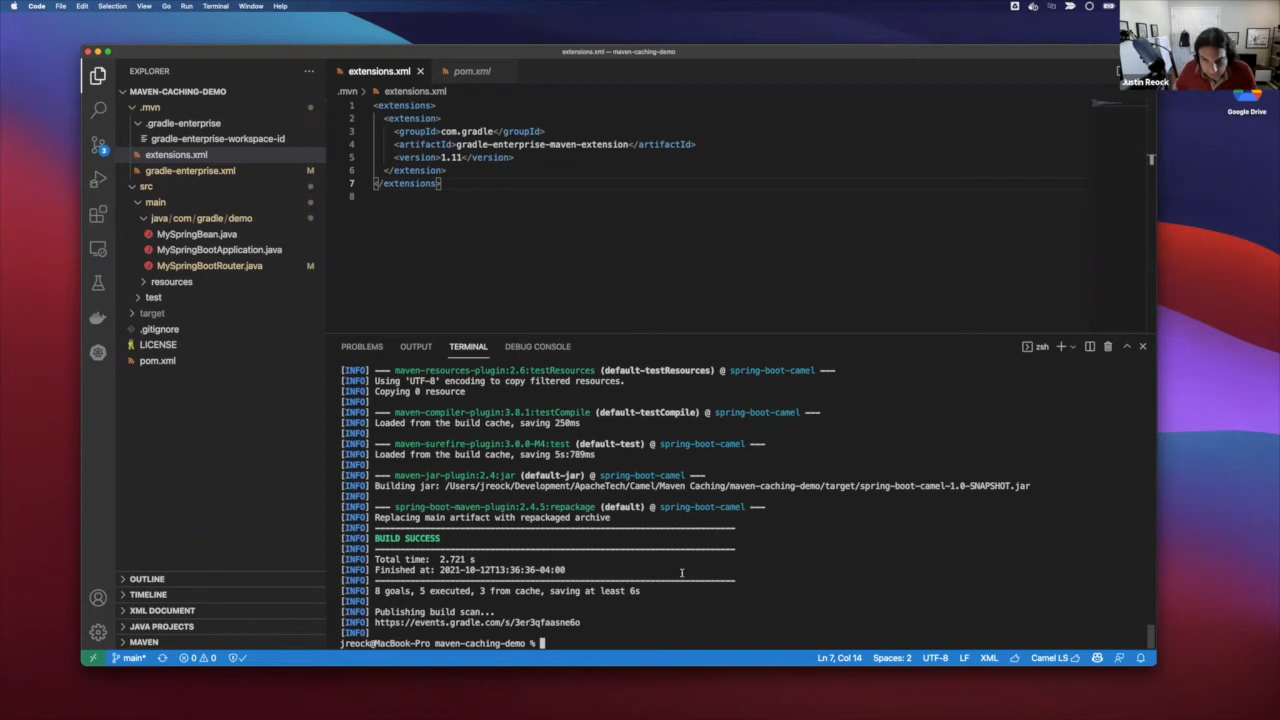 Code File Edit Selection View Go Run Terminal Window Help
extensions.xml — maven-caching-demo
Justin Reock
Google Drive
EXPLORER
MAVEN-CACHING-DEMO
.mvn
.gradle-enterprise
gradle-enterprise-workspace-id
extensions.xml
gradle-enterprise.xml M
src
main
java/com/gradle/demo
MySpringBean.java
MySpringBootApplication.java
MySpringBootRouter.java M
resources
test
target
.gitignore
LICENSE
pom.xml
OUTLINE
TIMELINE
XML DOCUMENT
JAVA PROJECTS
MAVEN
3
extensions.xml pom.xml
.mvn > extensions.xml
1 <extensions>
2 <extension>
3 <groupId>com.gradle</groupId>
4 <artifactId>gradle-enterprise-maven-extension</artifactId>
5 <version>1.11</version>
6 </extension>
7 </extensions>
8
PROBLEMS OUTPUT TERMINAL DEBUG CONSOLE zsh
[INFO] --- maven-resources-plugin:2.6:testResources (default-testResources) @ spring-boot-camel ---
[INFO] Using 'UTF-8' encoding to copy filtered resources.
[INFO] Copying 0 resource
[INFO]
[INFO] --- maven-compiler-plugin:3.8.1:testCompile (default-testCompile) @ spring-boot-camel ---
[INFO] Loaded from the build cache, saving 250ms
[INFO]
[INFO] --- maven-surefire-plugin:3.0.0-M4:test (default-test) @ spring-boot-camel ---
[INFO] Loaded from the build cache, saving 5s:789ms
[INFO]
[INFO] --- maven-jar-plugin:2.4:jar (default-jar) @ spring-boot-camel ---
[INFO] Building jar: /Users/jreock/Development/ApacheTech/Camel/Maven Caching/maven-caching-demo/target/spring-boot-camel-1.0-SNAPSHOT.jar
[INFO]
[INFO] --- spring-boot-maven-plugin:2.4.5:repackage (default) @ spring-boot-camel ---
[INFO] Replacing main artifact with repackaged archive
[INFO] ------------------------------------------------------------------------
[INFO] BUILD SUCCESS
[INFO] ------------------------------------------------------------------------
[INFO] Total time: 2.721 s
[INFO] Finished at: 2021-10-12T13:36:36-04:00
[INFO] ------------------------------------------------------------------------
[INFO] 8 goals, 5 executed, 3 from cache, saving at least 6s
[INFO]
[INFO] Publishing build scan...
[INFO] https://events.gradle.com/s/3er3qfaasne6o
[INFO]
jreock@MacBook-Pro maven-caching-demo %
main* 0 0 Ln 7, Col 14 Spaces: 2 UTF-8 LF XML Camel LS